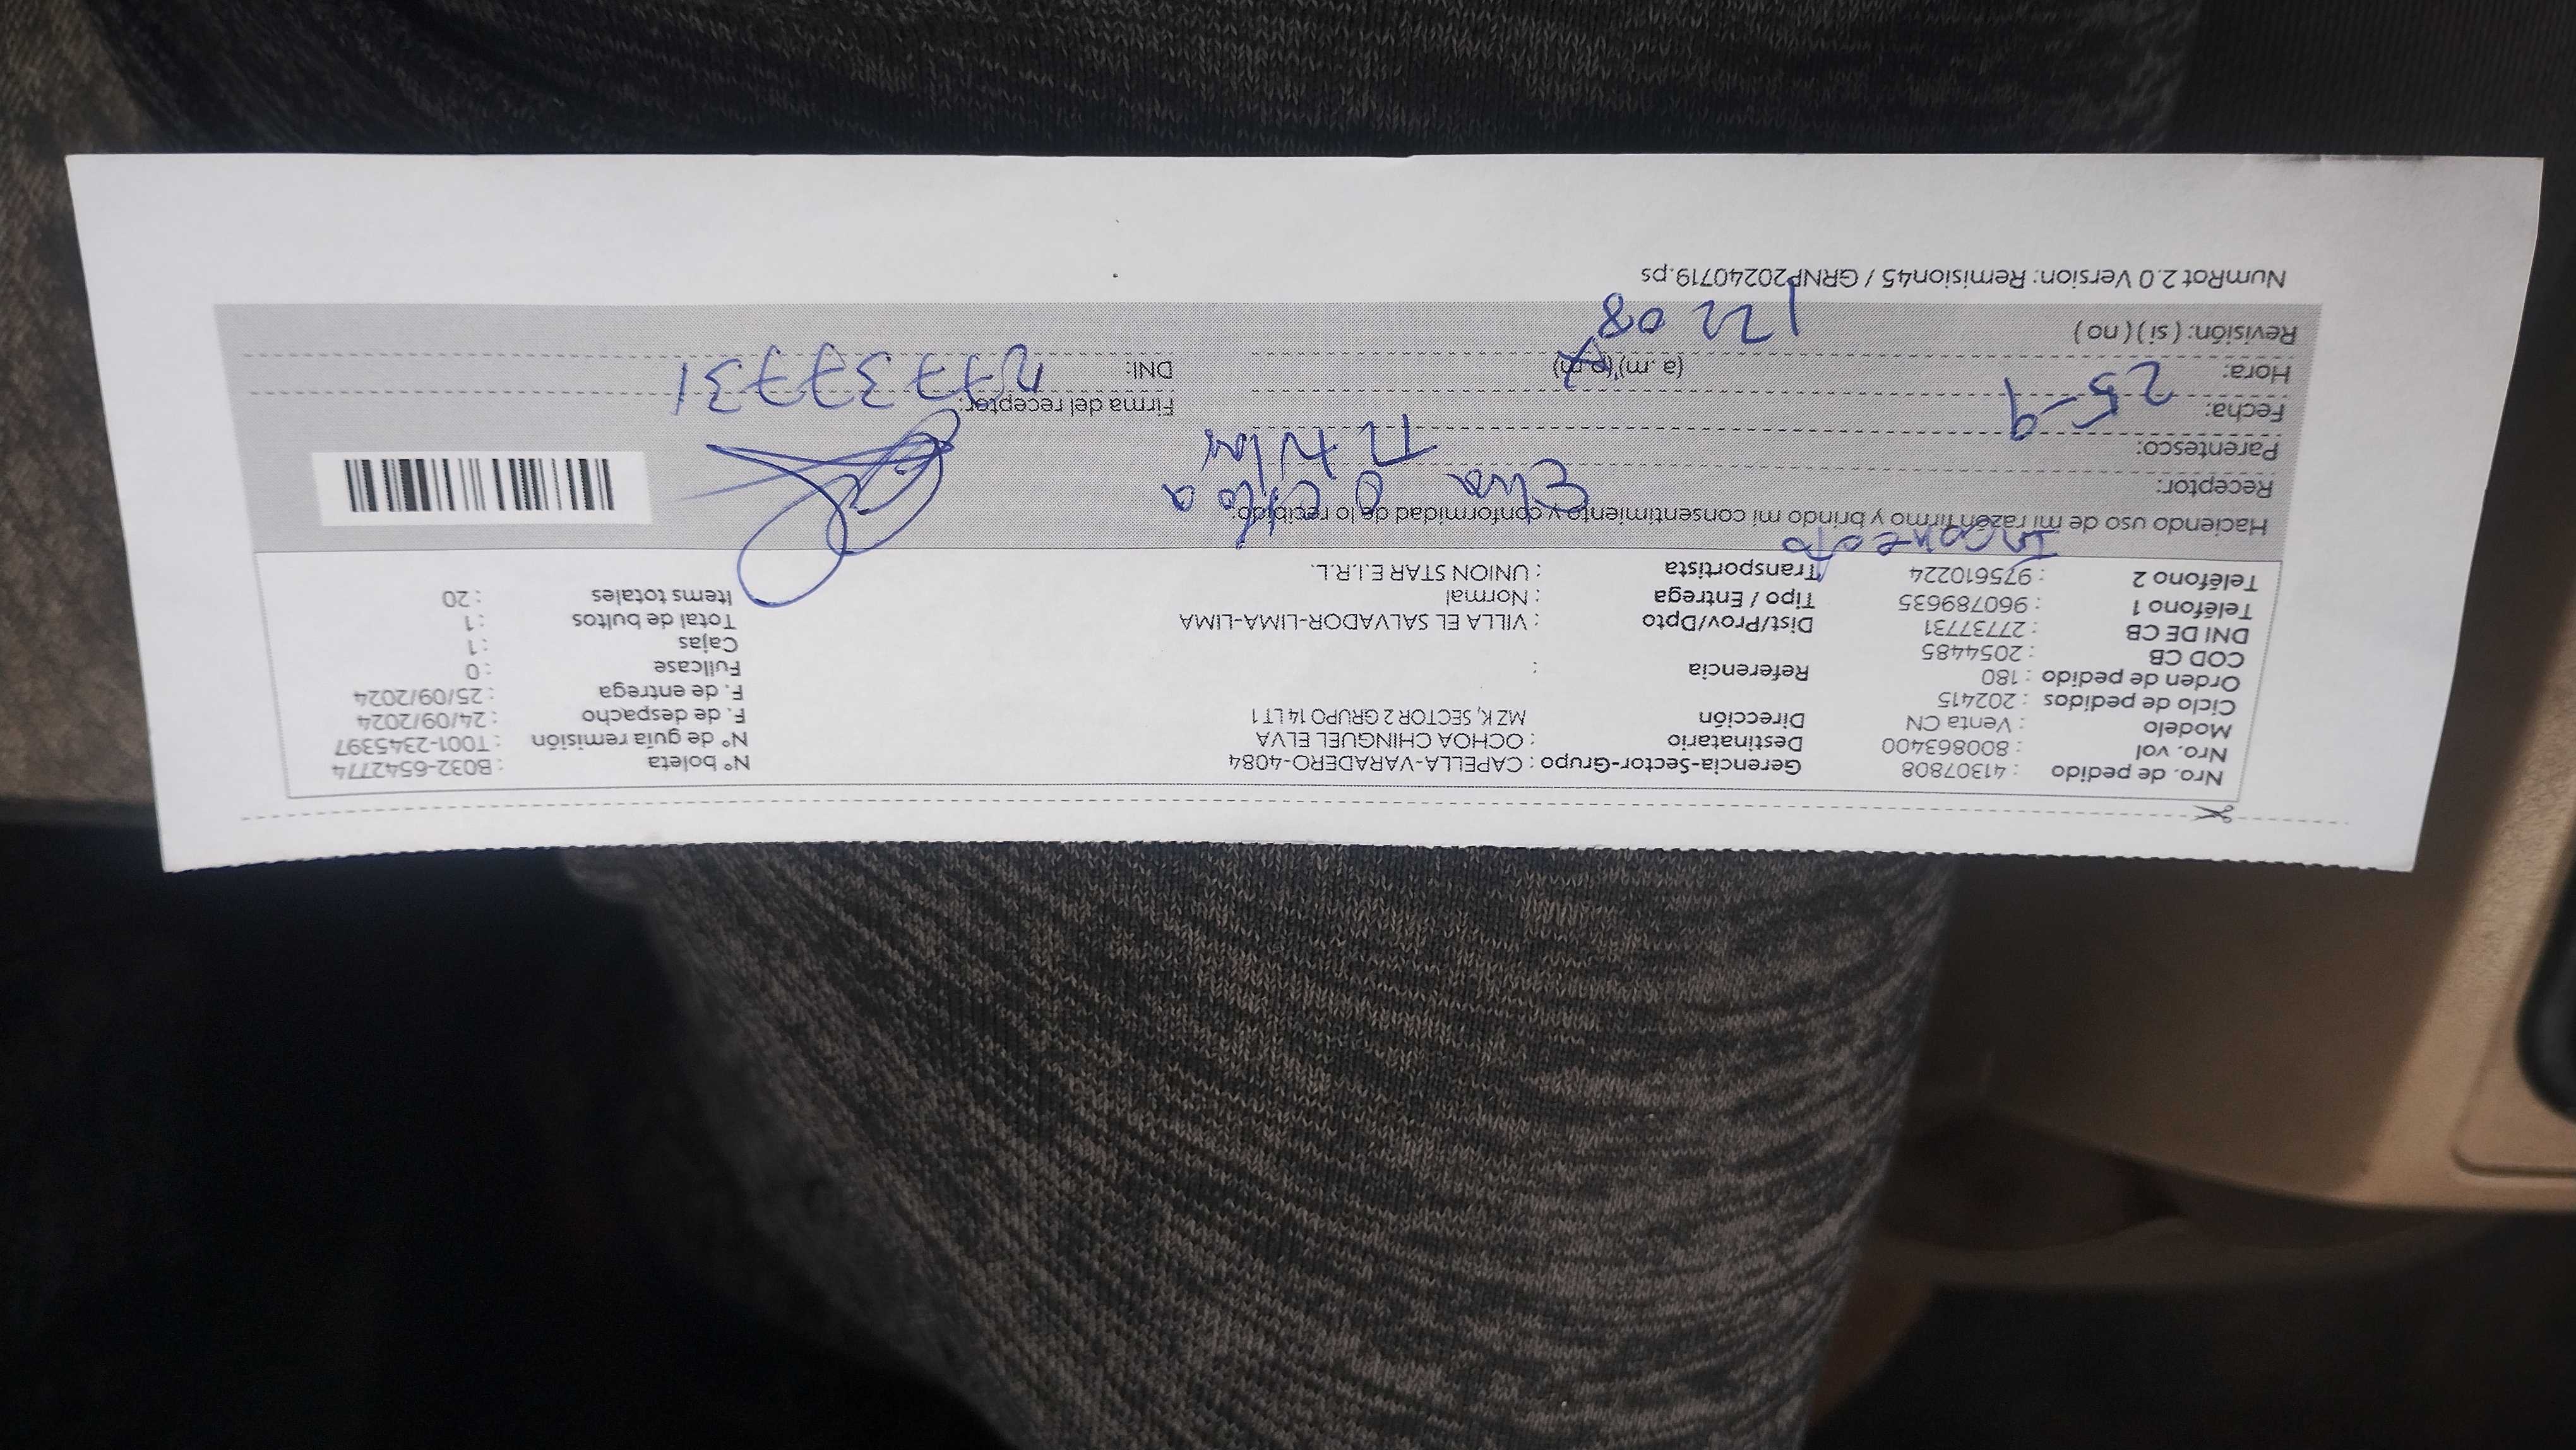 Nro. de pedido : 41307808 Gerencia-Sector-Grupo : CAPELLA-VARADERO-4084 N° boleta : B032-6542774
Nro. vol : 800863400 Destinatario : OCHOA CHINGUEL ELVA N° de guía remisión : T001-2345397
Modelo : Venta CN Dirección MZ K, SECTOR 2 GRUPO 14 LT 1 F. de despacho : 24/09/2024
Ciclo de pedidos : 202415 F. de entrega : 25/09/2024
Orden de pedido : 180 Referencia : Fullcase : 0
COD CB : 2054485 Cajas : 1
DNI DE CB : 27737731 Dist/Prov/Dpto : VILLA EL SALVADOR-LIMA-LIMA Total de bultos : 1
Teléfono 1 : 960789635 Tipo / Entrega : Normal Items totales : 20
Teléfono 2 : 975610224 Transportista : UNION STAR E.I.R.L.
Haciendo uso de mi razón firmo y brindo mi consentimiento y conformidad de lo recibido:
Receptor: Elva
Parentesco: Titular
Fecha: 25-9 Firma del receptor:
Hora: (a.m) (p.m) DNI: 27737731
Revisión: ( si ) ( no ) 1 22 08
NumRot 2.0 Version: Remision45 / GRNP20240719.ps